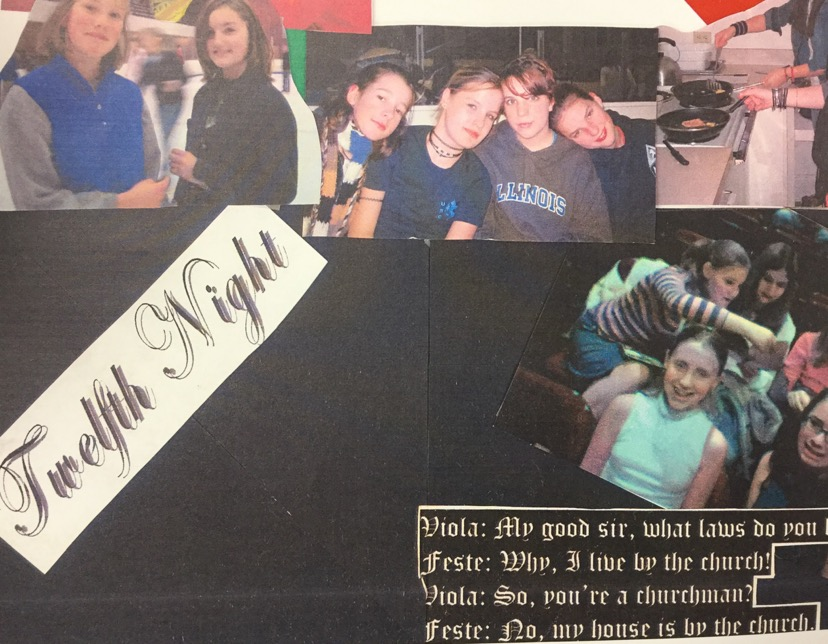 ILLINOIS
Twelfth Night
Viola: My good sir, what laws do you
Feste: Why, I live by the church!
Viola: So, you're a churchman?
Feste: No, my house is by the church.